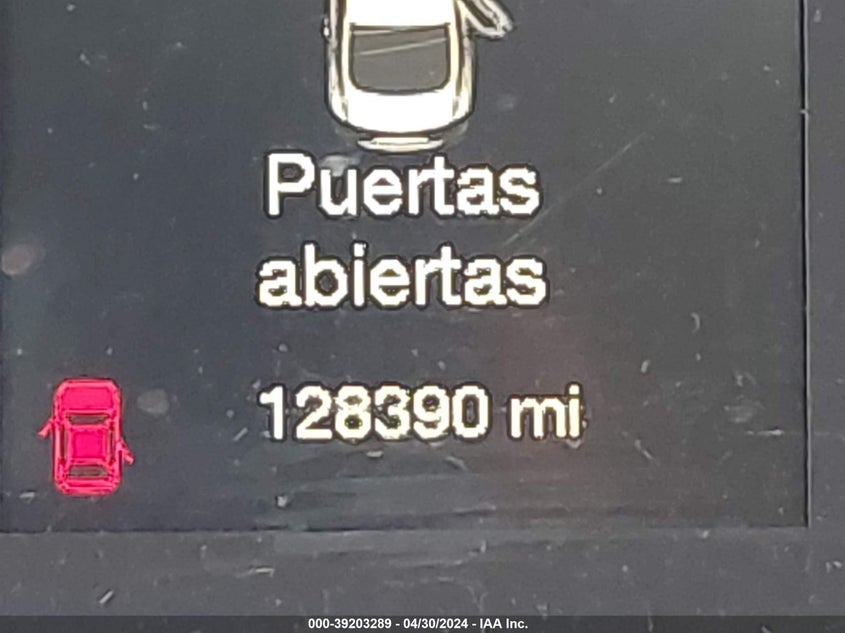 Puertas
abiertas
128390 mi
000-39203289 - 04/30/2024 - IAA Inc.